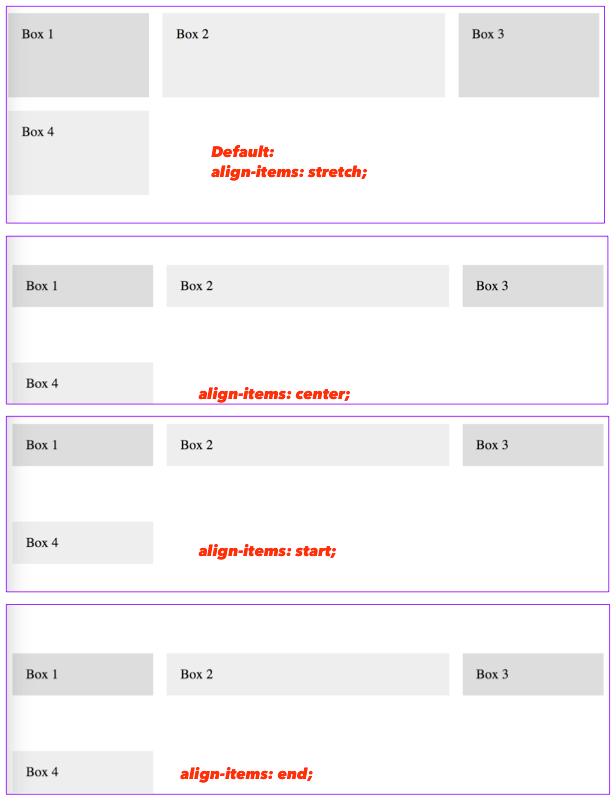 Box 1
Box 2
Box 3
Box 4
Default:
align-items: stretch;
Box 1
Box 2
Box 3
Box 4
align-items: center;
Box 1
Box 2
Box 3
Box 4
align-items: start;
Box 1
Box 2
Box 3
Box 4
align-items: end;